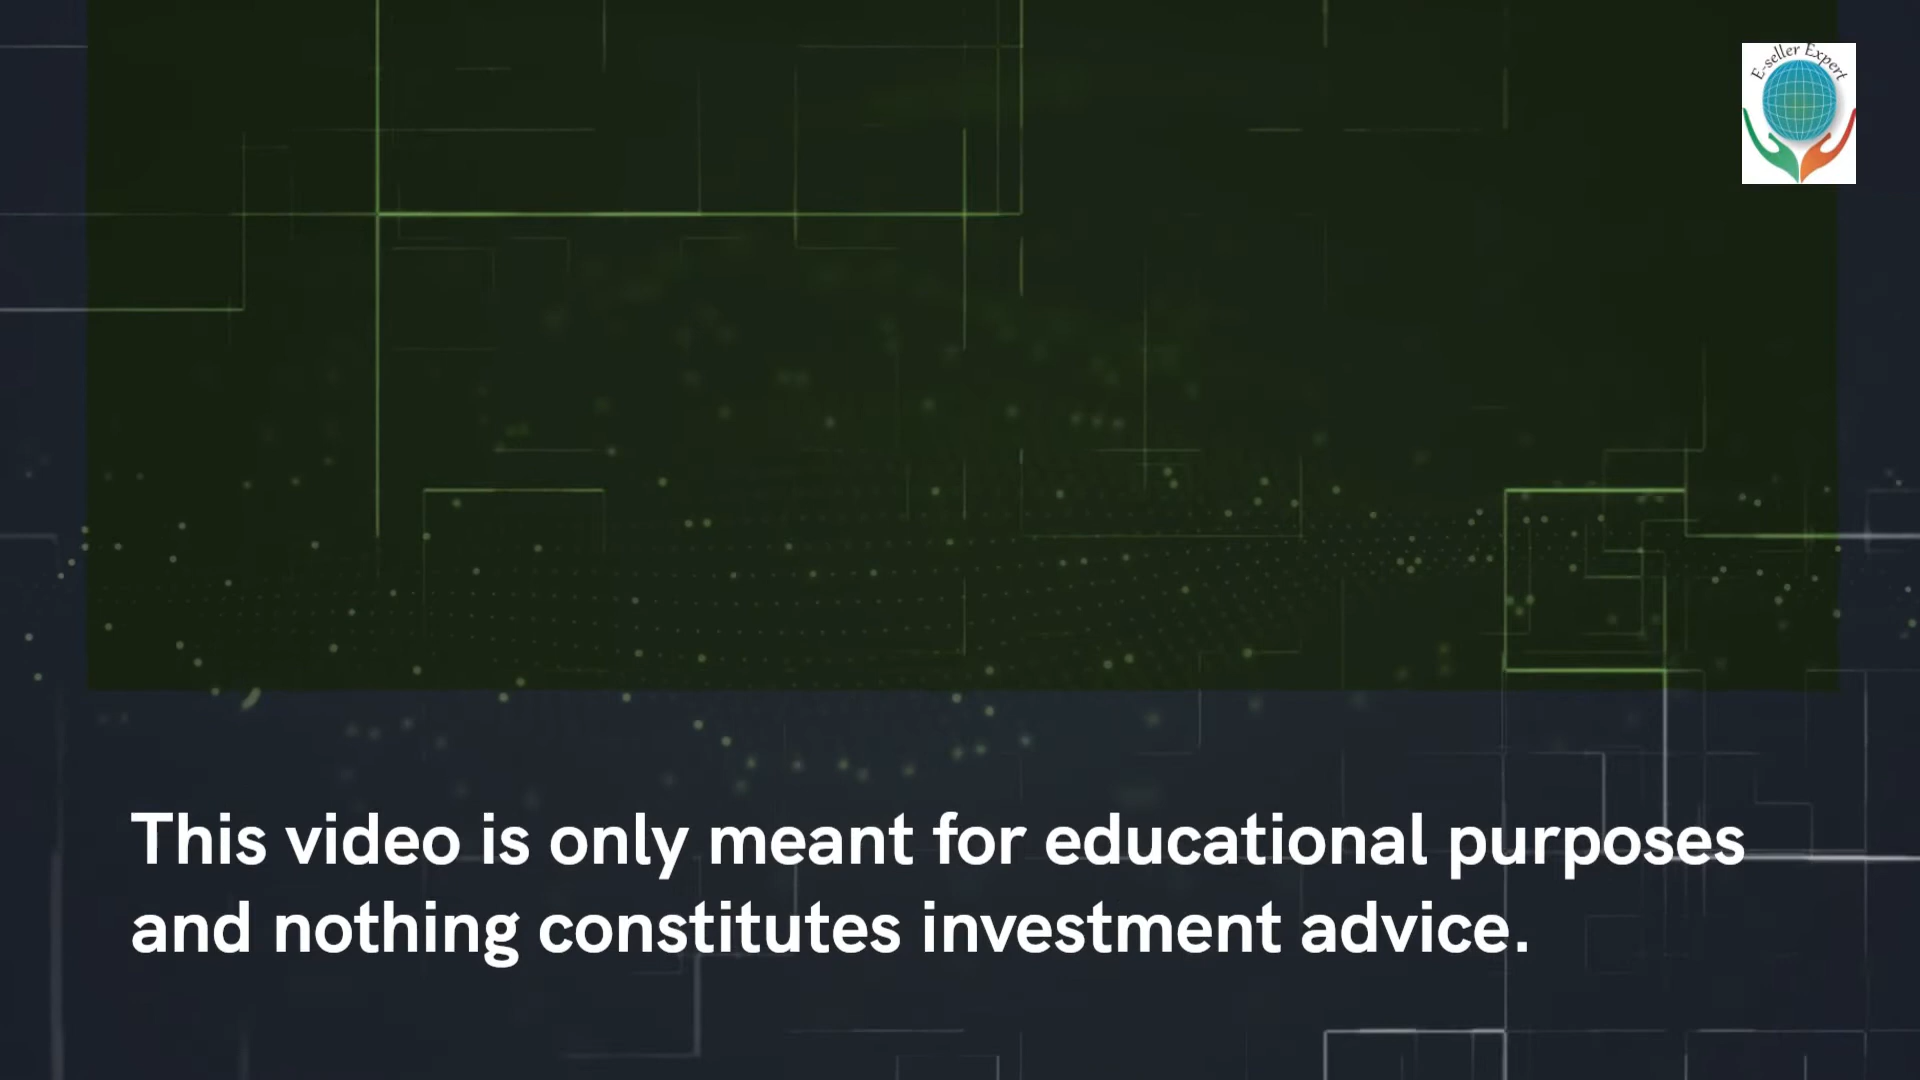 E-seller Expert
This video is only meant for educational purposes
and nothing constitutes investment advice.